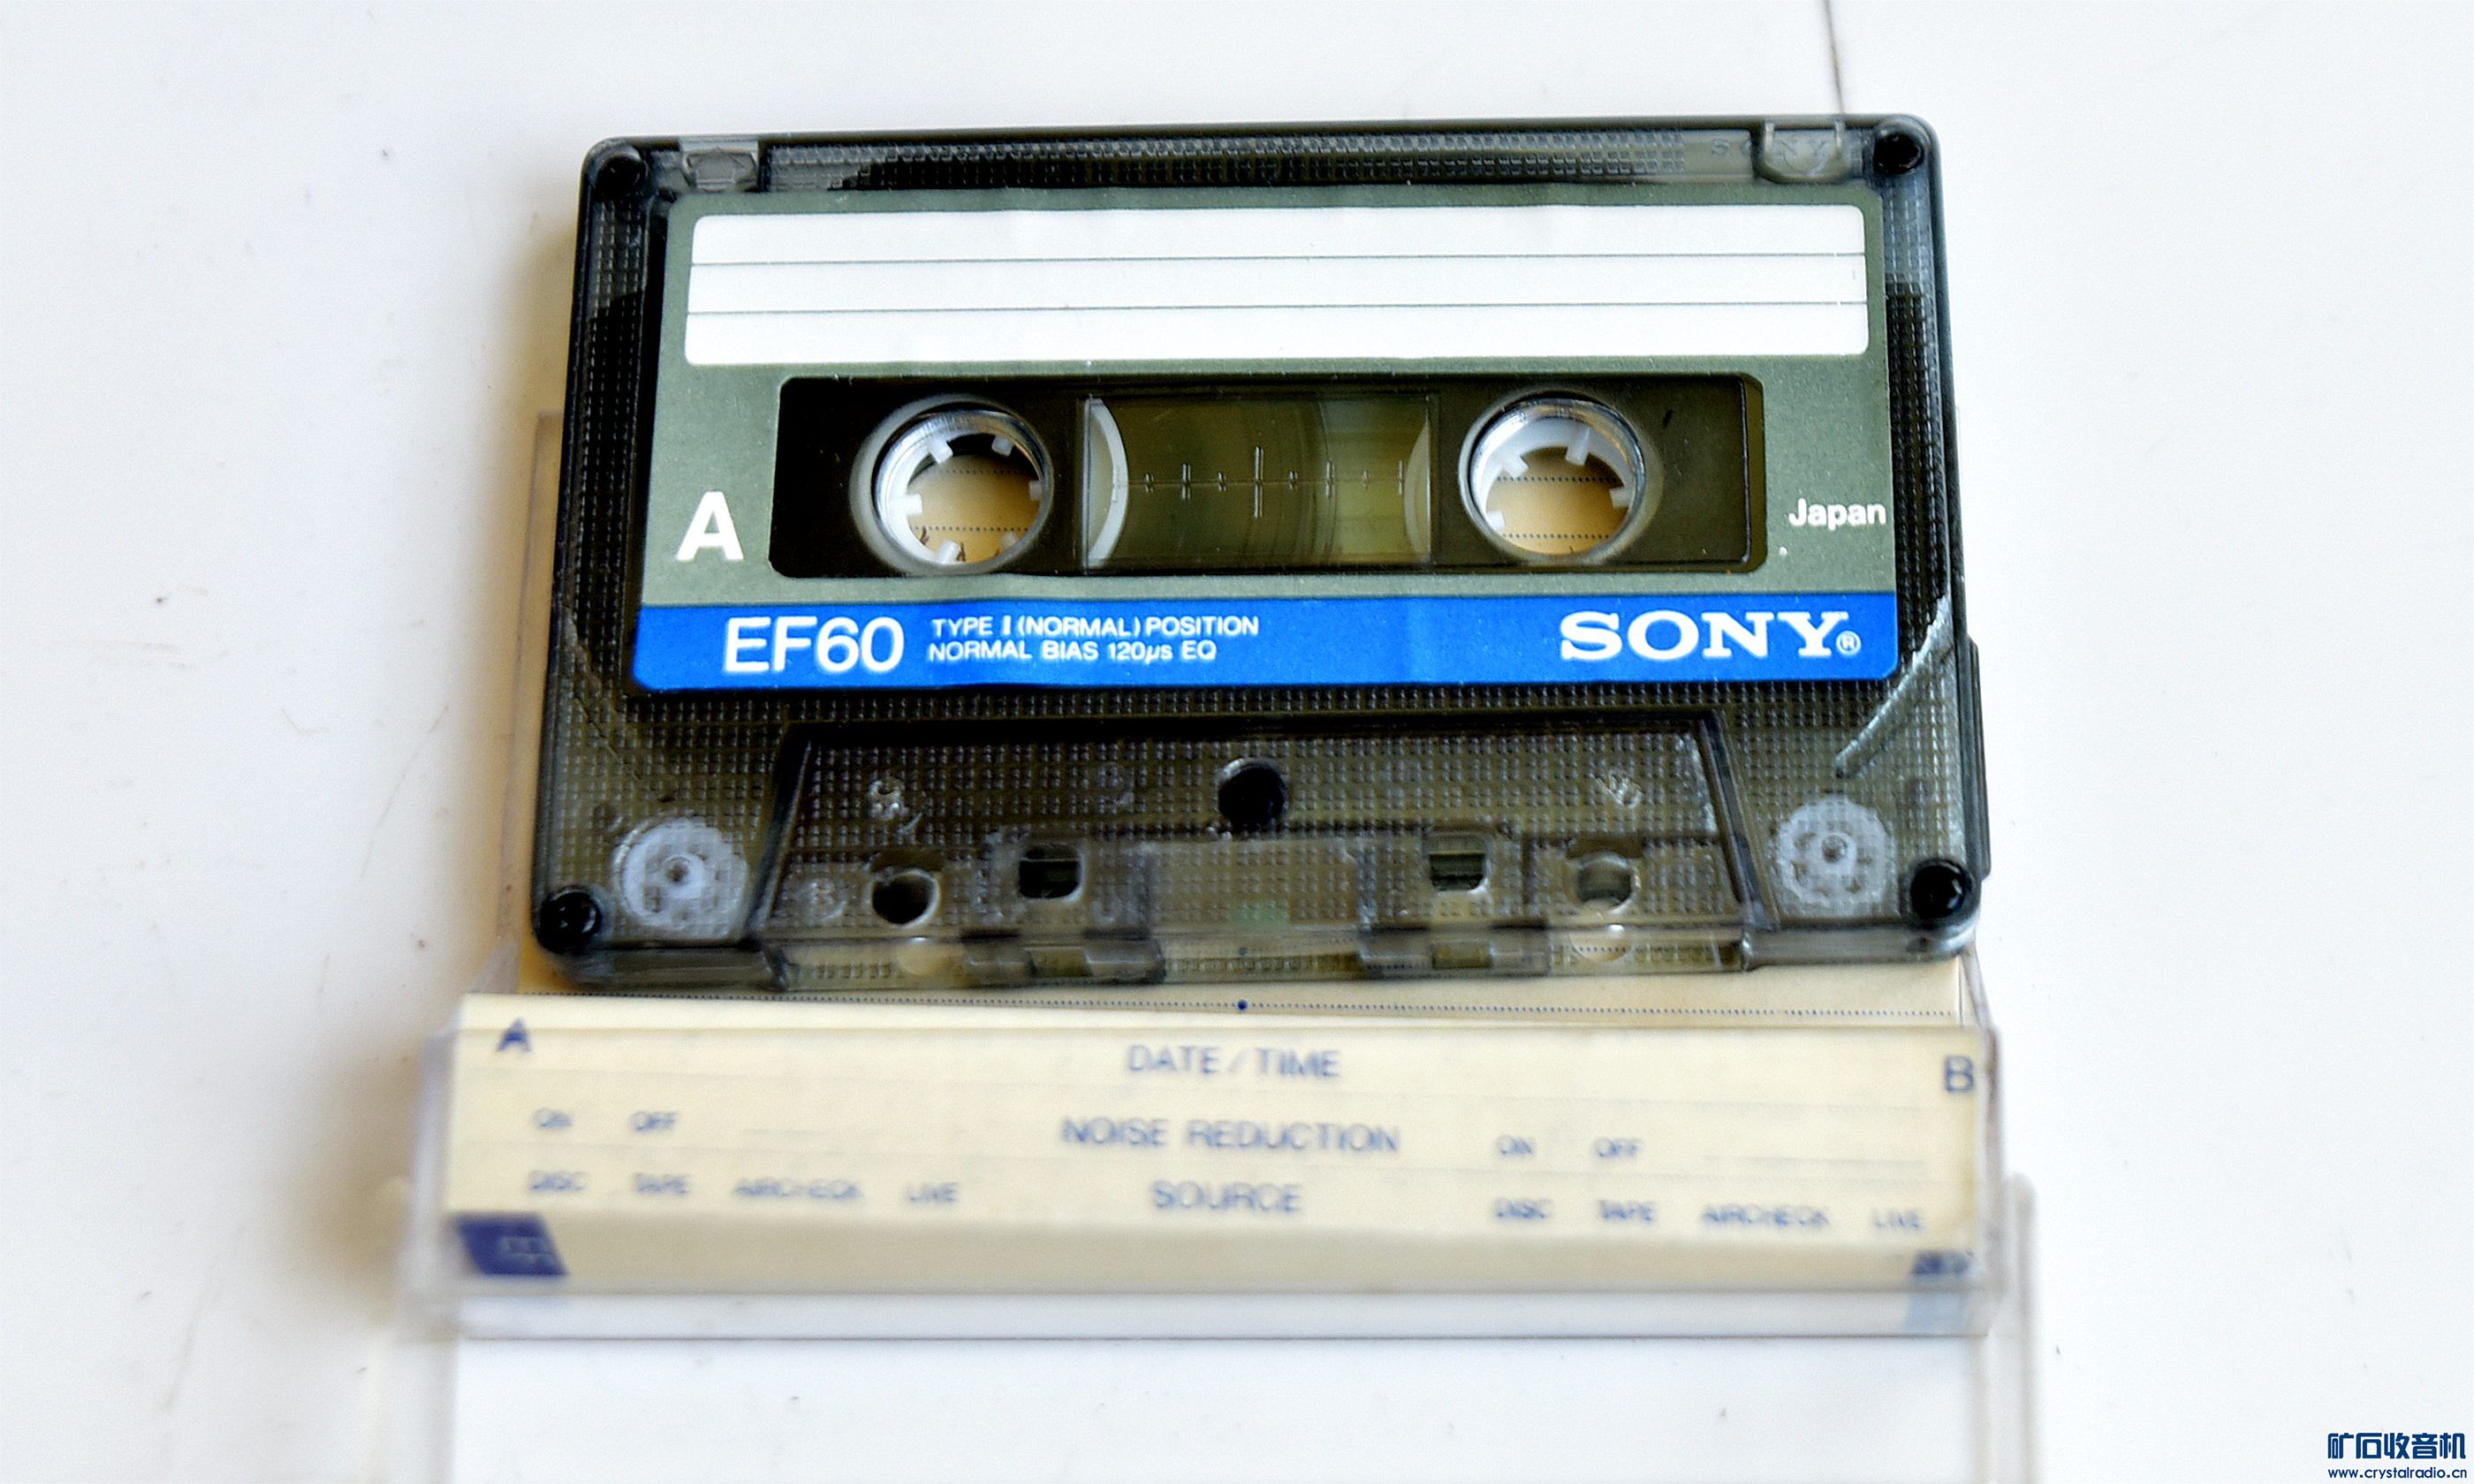 SONY
A
Japan
EF60 TYPE I (NORMAL) POSITION
NORMAL BIAS 120μs EQ
SONY®
A DATE / TIME B
ON OFF NOISE REDUCTION ON OFF
DISC TAPE AIRCHECK LIVE SOURCE DISC TAPE AIRCHECK LIVE
矿石收音机
www.crystalradio.cn